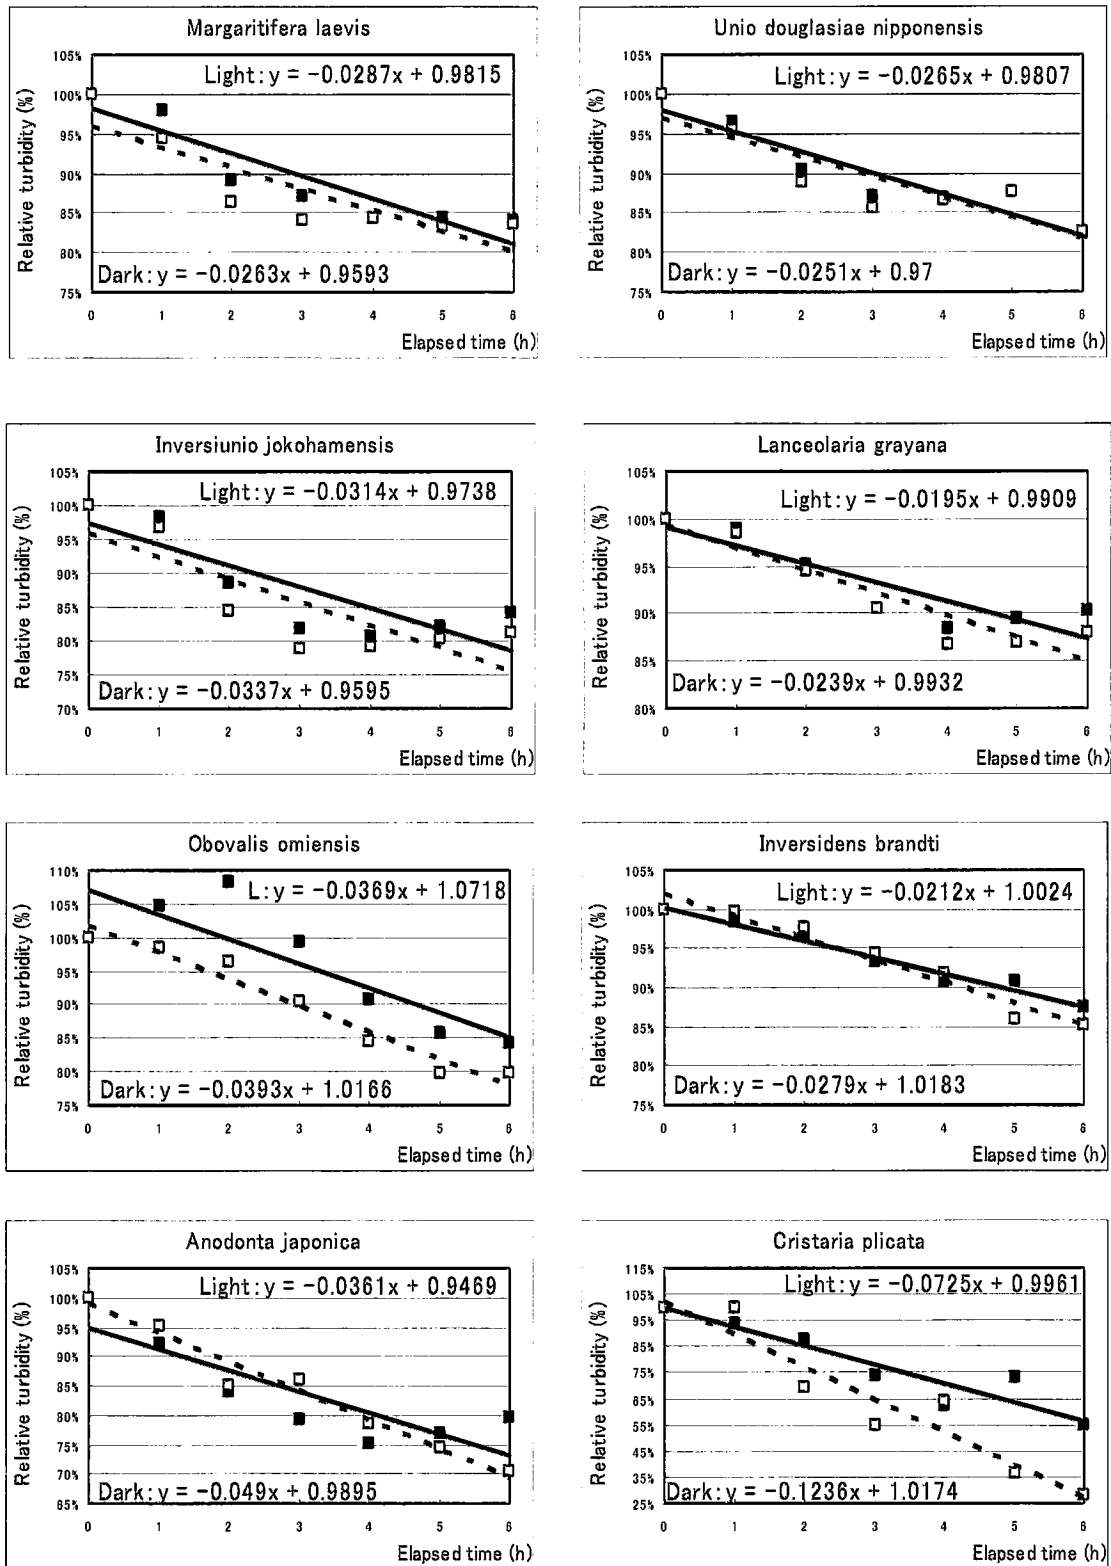 Margaritifera laevis
Relative turbidity (%)
105%
100%
95%
90%
85%
80%
75%
Light: y = -0.0287x + 0.9815
Dark: y = -0.0263x + 0.9593
0 1 2 3 4 5 6
Elapsed time (h)
Unio douglasiae nipponensis
Relative turbidity (%)
105%
100%
95%
90%
85%
80%
75%
Light: y = -0.0265x + 0.9807
Dark: y = -0.0251x + 0.97
0 1 2 3 4 5 6
Elapsed time (h)
Inversiunio jokohamensis
Relative turbidity (%)
105%
100%
95%
90%
85%
80%
75%
70%
Light: y = -0.0314x + 0.9738
Dark: y = -0.0337x + 0.9595
0 1 2 3 4 5 6
Elapsed time (h)
Lanceolaria grayana
Relative turbidity (%)
105%
100%
95%
90%
85%
80%
Light: y = -0.0195x + 0.9909
Dark: y = -0.0239x + 0.9932
0 1 2 3 4 5 6
Elapsed time (h)
Obovalis omiensis
Relative turbidity (%)
110%
105%
100%
95%
90%
85%
80%
75%
L: y = -0.0369x + 1.0718
Dark: y = -0.0393x + 1.0166
0 1 2 3 4 5 6
Elapsed time (h)
Inversidens brandti
Relative turbidity (%)
105%
100%
95%
90%
85%
80%
75%
Light: y = -0.0212x + 1.0024
Dark: y = -0.0279x + 1.0183
0 1 2 3 4 5 6
Elapsed time (h)
Anodonta japonica
Relative turbidity (%)
105%
100%
95%
90%
85%
80%
75%
70%
65%
Light: y = -0.0361x + 0.9469
Dark: y = -0.049x + 0.9895
0 1 2 3 4 5 6
Elapsed time (h)
Cristaria plicata
Relative turbidity (%)
115%
105%
95%
85%
75%
65%
55%
45%
35%
25%
Light: y = -0.0725x + 0.9961
Dark: y = -0.1236x + 1.0174
0 1 2 3 4 5 6
Elapsed time (h)